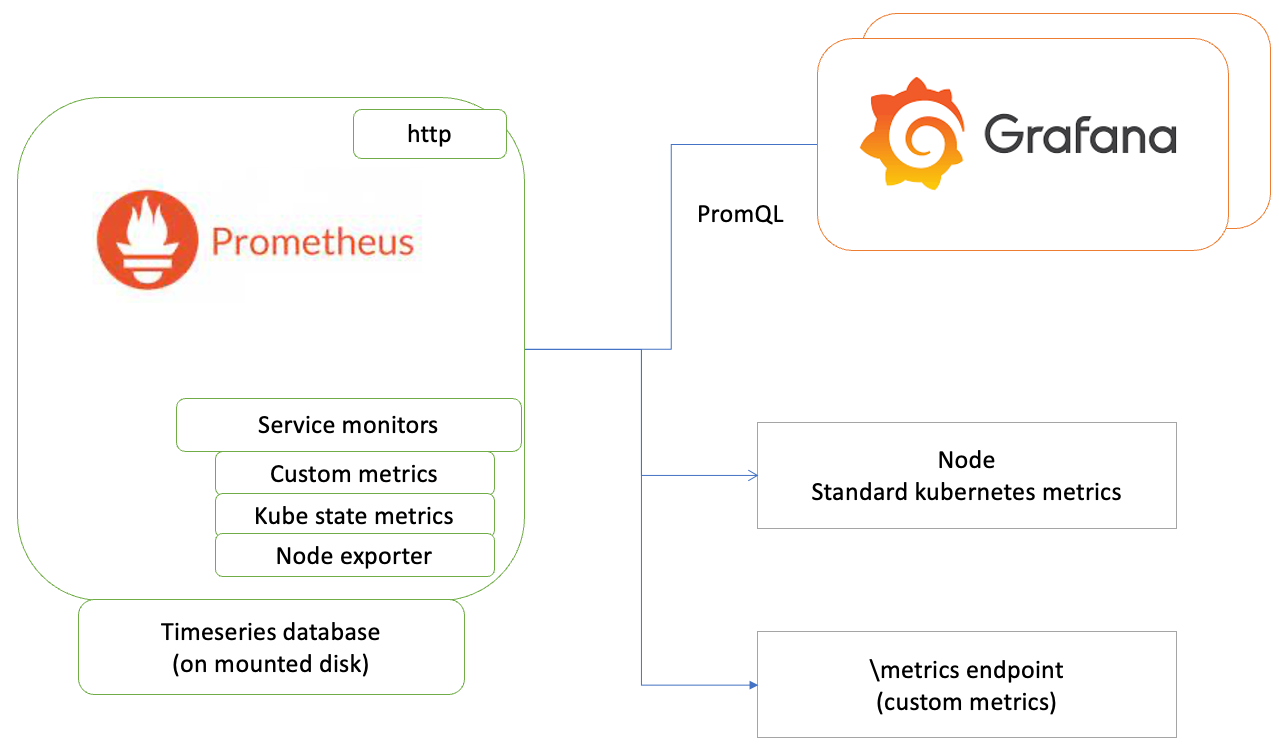 http
Prometheus
Service monitors
Custom metrics
Kube state metrics
Node exporter
Timeseries database
(on mounted disk)
PromQL
Grafana
Node
Standard kubernetes metrics
\metrics endpoint
(custom metrics)